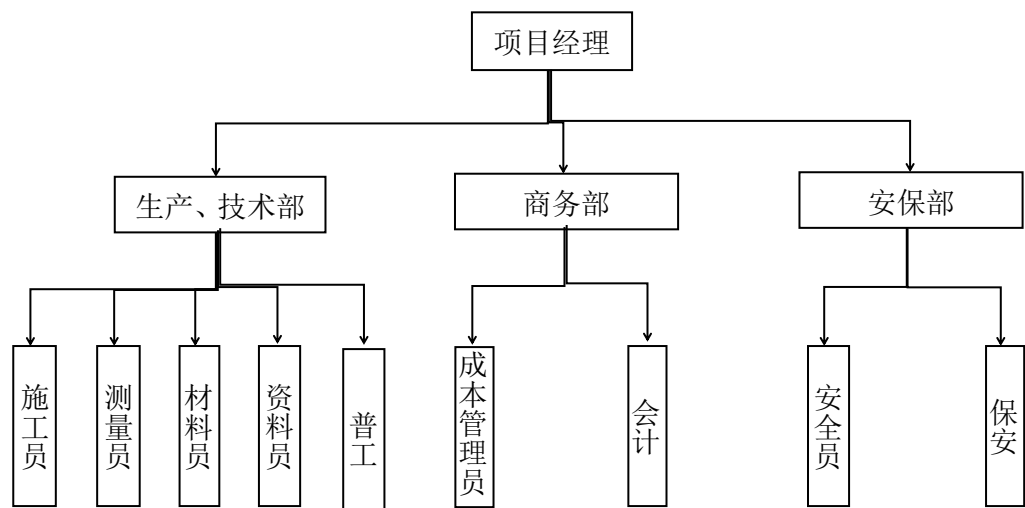 项目经理
生产、技术部
商务部
安保部
施工员
测量员
材料员
资料员
普工
成本管理员
会计
安全员
保安